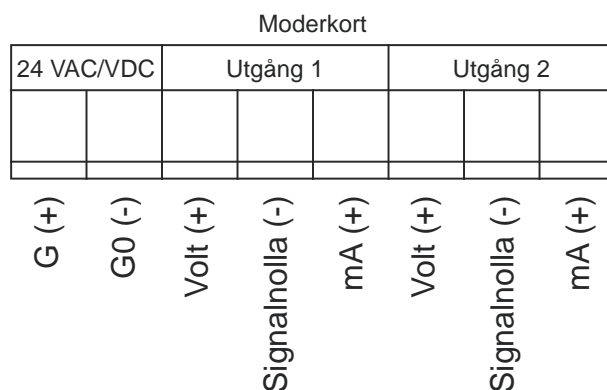 Moderkort
24 VAC/VDC
Utgång 1
Utgång 2
G (+)
G0 (-)
Volt (+)
Signalnolla (-)
mA (+)
Volt (+)
Signalnolla (-)
mA (+)